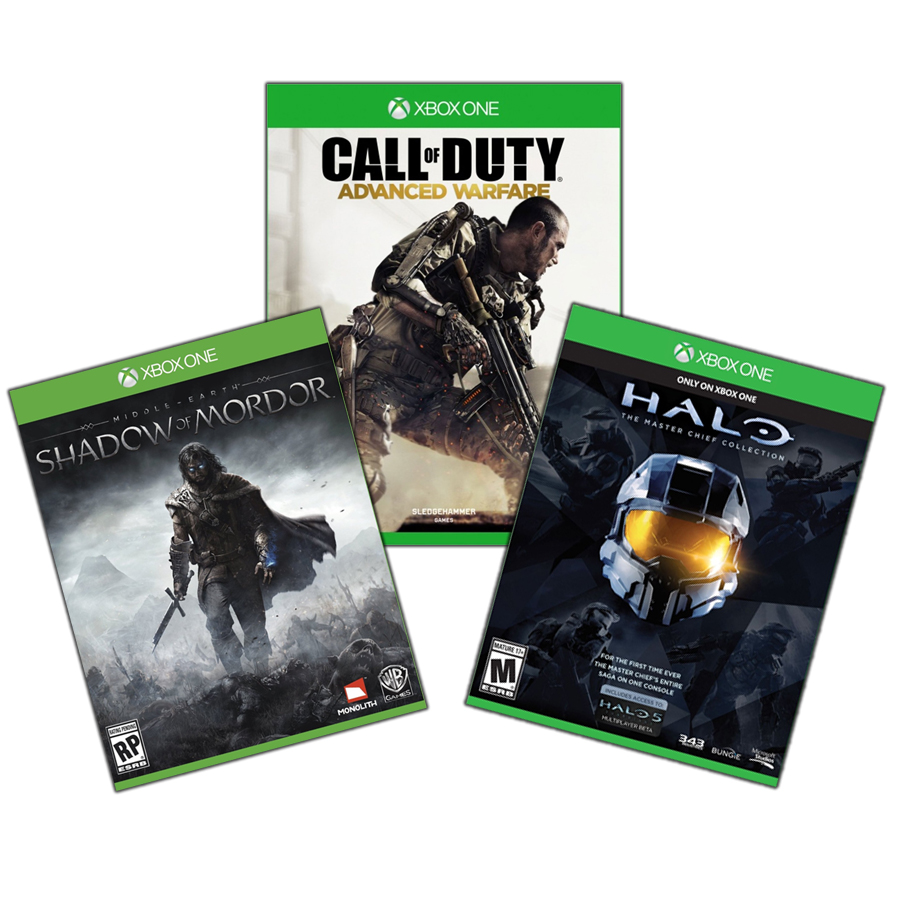 XBOX ONE
CALL OF DUTY
ADVANCED WARFARE
SLEDGEHAMMER
GAMES
XBOX ONE
MIDDLE-EARTH
SHADOW OF MORDOR
MONOLITH
WB
GAMES
RATING PENDING
RP
ESRB
XBOX ONE
ONLY ON XBOX ONE
HALO
THE MASTER CHIEF COLLECTION
MATURE 17+
M
ESRB
FOR THE FIRST TIME EVER
THE MASTER CHIEF'S ENTIRE
SAGA ON ONE CONSOLE
INCLUDES ACCESS TO:
HALO 5
MULTIPLAYER BETA
343
INDUSTRIES
BUNGIE
Microsoft
Studios